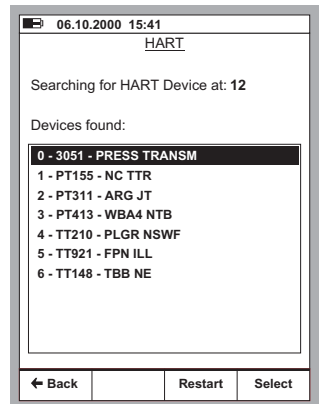 06.10.2000 15:41
HART
Searching for HART Device at: 12
Devices found:
0 - 3051 - PRESS TRANSM
1 - PT155 - NC TTR
2 - PT311 - ARG JT
3 - PT413 - WBA4 NTB
4 - TT210 - PLGR NSWF
5 - TT921 - FPN ILL
6 - TT148 - TBB NE
← Back Restart Select